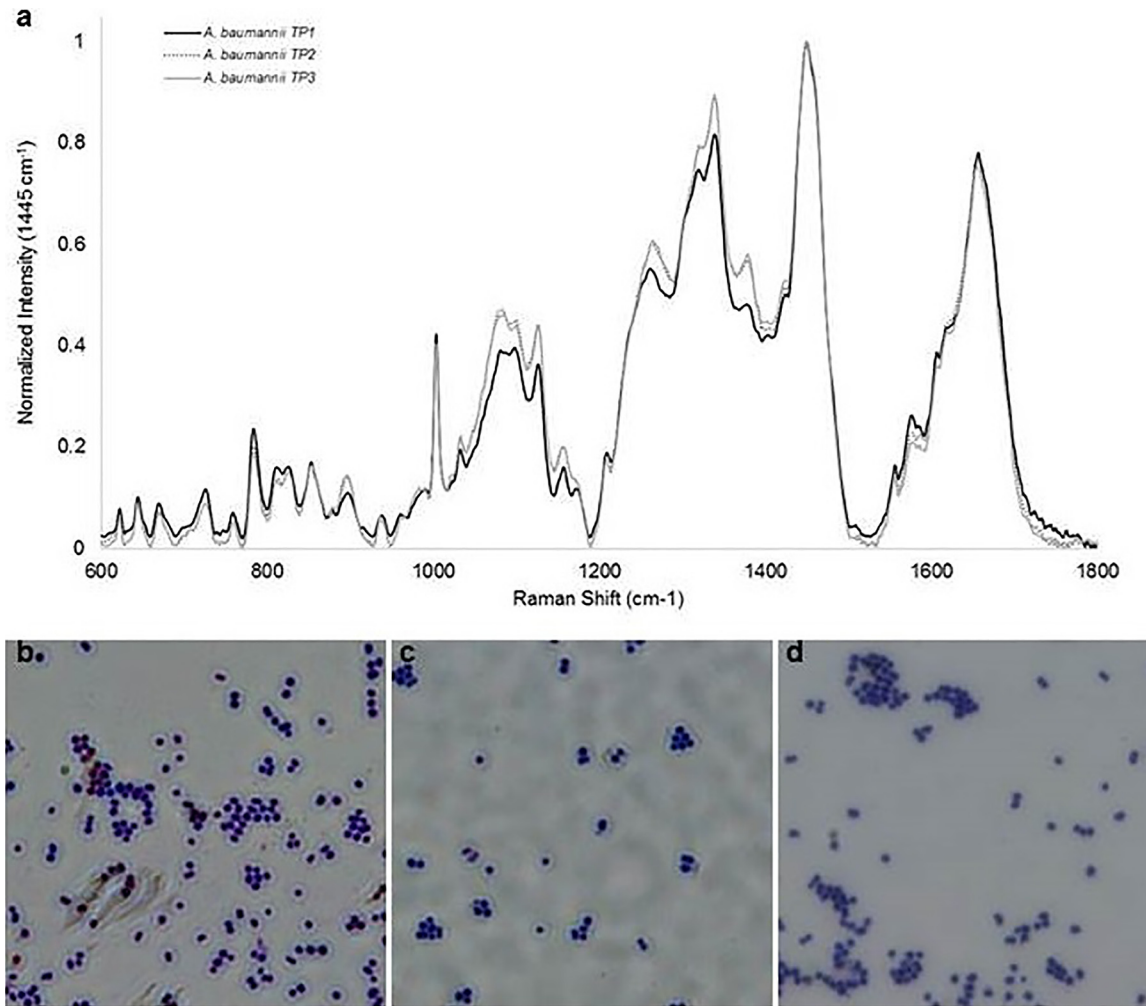 a
A. baumannii TP1
A. baumannii TP2
A. baumannii TP3
Normalized Intensity (1445 cm-1)
1
0.8
0.6
0.4
0.2
0
600 800 1000 1200 1400 1600 1800
Raman Shift (cm-1)
b c d